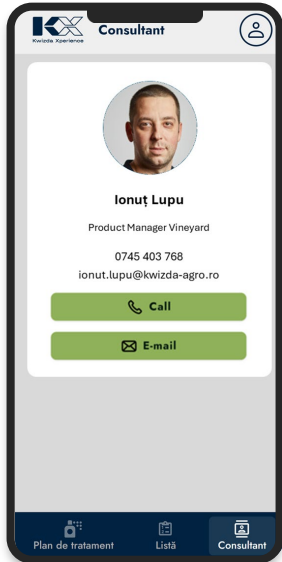 KX Consultant
Kwizda Xperience
Ionuț Lupu
Product Manager Vineyard
0745 403 768
ionut.lupu@kwizda-agro.ro
Call
E-mail
Plan de tratament Listă Consultant